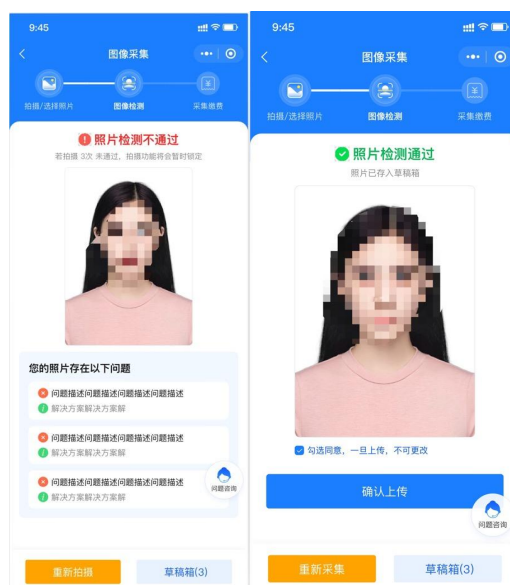 9:45
图像采集
拍摄/选择照片
图像检测
采集缴费
照片检测不通过
若拍摄 3次 未通过，拍摄功能将会暂时锁定
您的照片存在以下问题
问题描述问题描述问题描述问题描述
解决方案解决方案解
问题描述问题描述问题描述问题描述
解决方案解决方案解
问题描述问题描述问题描述问题描述
解决方案解决方案解
问题咨询
重新拍摄
草稿箱(3)
9:45
图像采集
拍摄/选择照片
图像检测
采集缴费
照片检测通过
照片已存入草稿箱
勾选同意，一旦上传，不可更改
确认上传
问题咨询
重新采集
草稿箱(3)